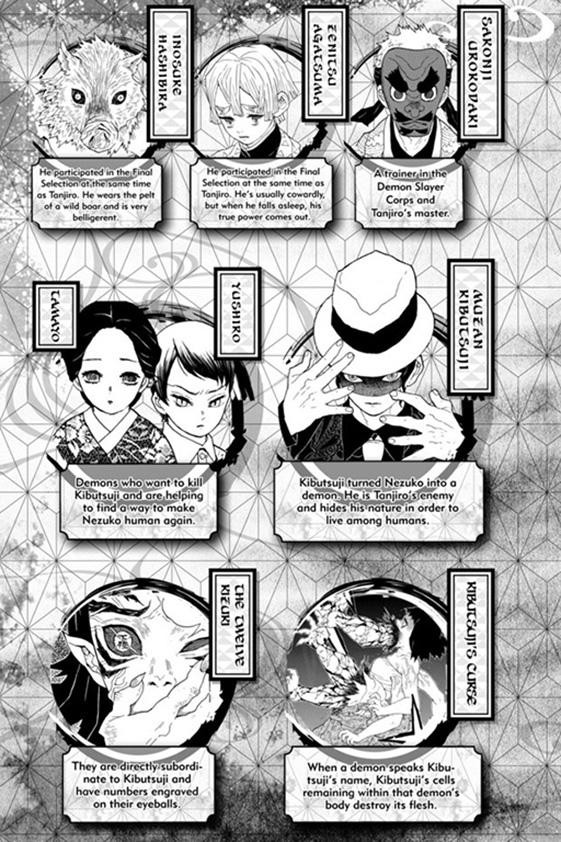 INOSUKE
HASHIBIRA
He participated in the Final
Selection at the same time
as Tanjiro. He wears the pelt
of a wild boar and is very
belligerent.
ZENITSU
AGATSUMA
He participated in the Final
Selection at the same time as
Tanjiro. He's usually cowardly,
but when he falls asleep, his
true power comes out.
SAKONJI
UROKODAKI
A trainer in the
Demon Slayer
Corps and
Tanjiro's master.
TAMAYO
YUSHIRO
Demons who want to kill
Kibutsuji and are helping
to find a way to make
Nezuko human again.
MUZAN
KIBUTSUJI
Kibutsuji turned Nezuko into a
demon. He is Tanjiro's enemy
and hides his nature in order to
live among humans.
THE TWELVE
KIZUKI
They are directly subordi-
nate to Kibutsuji and
have numbers engraved
on their eyeballs.
KIBUTSUJI'S CURSE
When a demon speaks Kibu-
tsuji's name, Kibutsuji's cells
remaining within that demon's
body destroy its flesh.